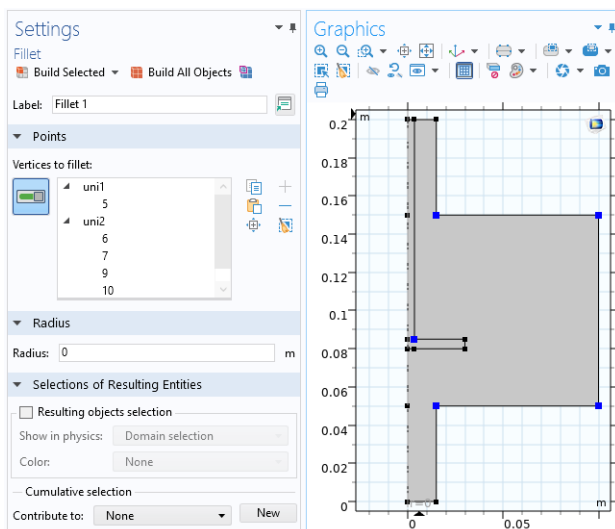 Settings
Fillet
Build Selected
Build All Objects
Label: Fillet 1
Points
Vertices to fillet:
uni1
5
uni2
6
7
9
10
Radius
Radius: 0 m
Selections of Resulting Entities
Resulting objects selection
Show in physics: Domain selection
Color: None
Cumulative selection
Contribute to: None New
Graphics
m
0.2
0.18
0.16
0.14
0.12
0.1
0.08
0.06
0.04
0.02
0
r=0
m
0
0.05